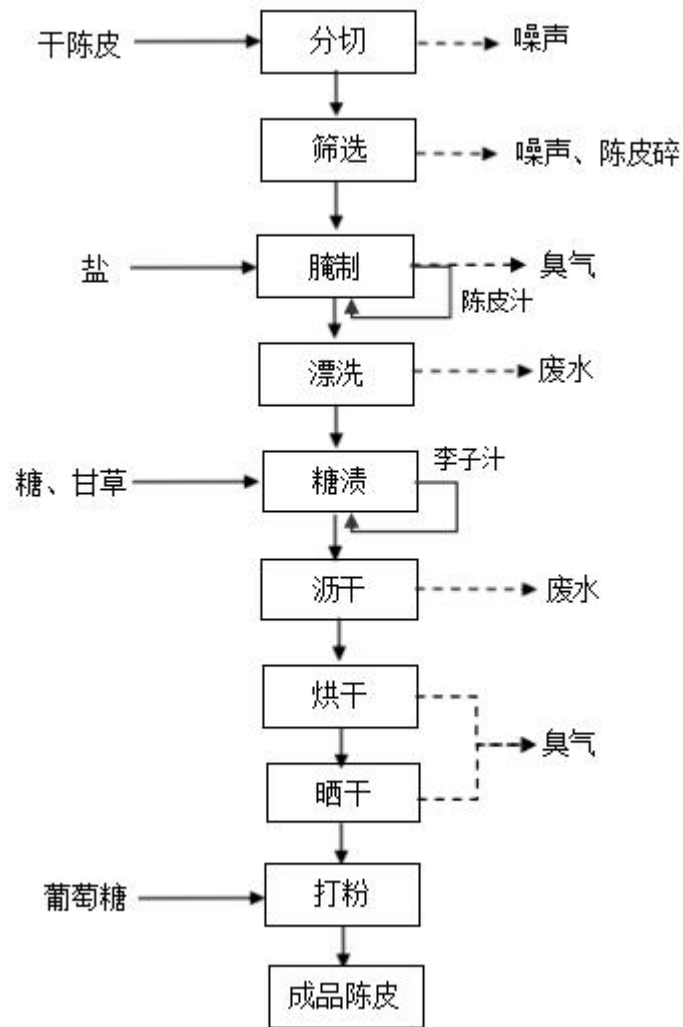 干陈皮
分切
噪声
筛选
噪声、陈皮碎
盐
腌制
臭气
陈皮汁
漂洗
废水
李子汁
糖、甘草
糖渍
沥干
废水
烘干
臭气
晒干
葡萄糖
打粉
成品陈皮